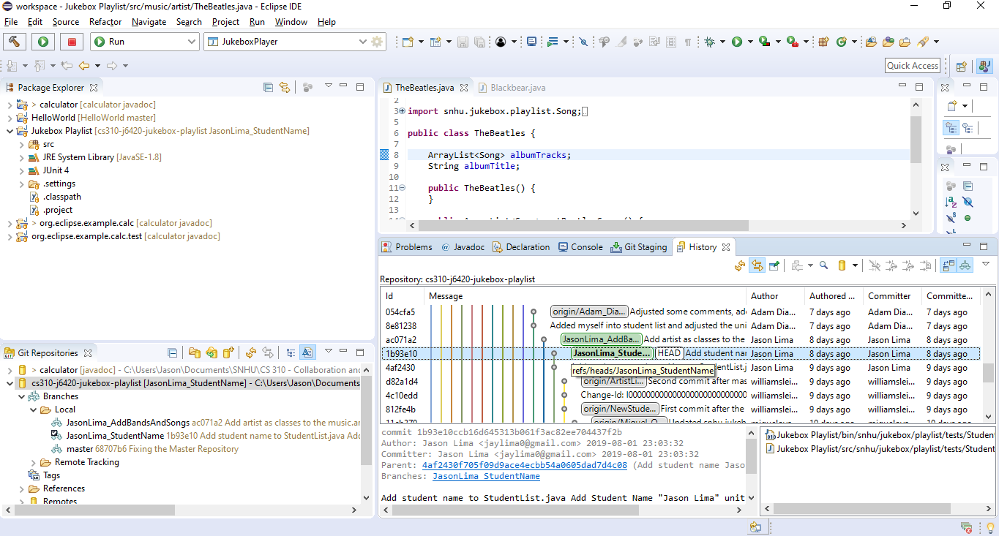 workspace - Jukebox Playlist/src/music/artist/TheBeatles.java - Eclipse IDE
File Edit Source Refactor Navigate Search Project Run Window Help
Run
JukeboxPlayer
Quick Access
Package Explorer
> calculator [calculator javadoc]
HelloWorld [HelloWorld master]
Jukebox Playlist [cs310-j6420-jukebox-playlist JasonLima_StudentName]
src
JRE System Library [JavaSE-1.8]
JUnit 4
.settings
.classpath
.project
> org.eclipse.example.calc [calculator javadoc]
org.eclipse.example.calc.test [calculator javadoc]
TheBeatles.java
Blackbear.java
2
3 import snhu.jukebox.playlist.Song;
5
6 public class TheBeatles {
7
8 ArrayList<Song> albumTracks;
9 String albumTitle;
10
11 public TheBeatles() {
12 }
13
Git Repositories
> calculator [javadoc] - C:\Users\Jason\Documents\SNHU\CS 310 - Collaboration and
cs310-j6420-jukebox-playlist [JasonLima_StudentName] - C:\Users\Jason\Documents
Branches
Local
JasonLima_AddBandsAndSongs ac071a2 Add artist as classes to the music.ar
JasonLima_StudentName 1b93e10 Add student name to StudentList.java Add
master 68707b6 Fixing the Master Repository
Remote Tracking
Tags
References
Remotes
Problems @ Javadoc Declaration Console Git Staging History
Repository: cs310-j6420-jukebox-playlist
Id Message Author Authored ... Committer Committe...
054cfa5 origin/Adam_Dia... Adjusted some comments, ad Adam Dia... 7 days ago Adam Dia... 7 days ago
8e81238 Added myself into student list and adjusted the uni Adam Dia... 7 days ago Adam Dia... 7 days ago
ac071a2 JasonLima_AddBa... Add artist as classes to the Jason Lima 8 days ago Jason Lima 8 days ago
1b93e10 JasonLima_Stude... HEAD Add student nar Jason Lima 8 days ago Jason Lima 8 days ago
4af2430 Jason Lima 9 days ago Jason Lima 9 days ago
refs/heads/JasonLima_StudentName
d82a1d4 origin/ArtistLi... Second commit after mas williamslei... 9 days ago williamslei... 9 days ago
4c10edd Change-Id: I0000000000000000000000000000 williamslei... 9 days ago williamslei... 9 days ago
812fe4b origin/NewStude... First commit after the williamslei... 9 days ago williamslei... 9 days ago
commit 1b93e10ccb16d645313b061f3ac82ee704437f2b
Author: Jason Lima <jaylima0@gmail.com> 2019-08-01 23:03:32
Committer: Jason Lima <jaylima0@gmail.com> 2019-08-01 23:03:32
Parent: 4af2430f705f09d9ace4ecbb54a0605dad7d4c08 (Add student name Jaso
Branches: JasonLima_StudentName
Add student name to StudentList.java Add Student Name "Jason Lima" unit
Jukebox Playlist/bin/snhu/jukebox/playlist/tests/Student
Jukebox Playlist/src/snhu/jukebox/playlist/tests/Student